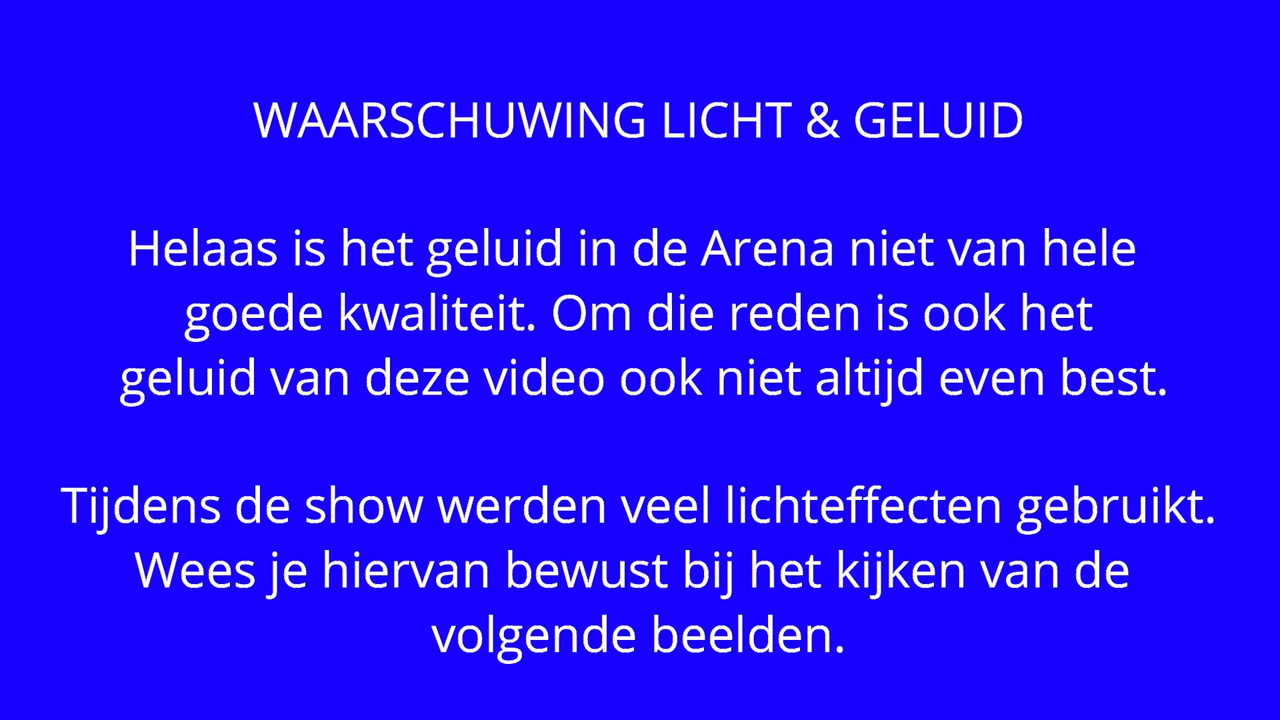 WAARSCHUWING LICHT & GELUID
Helaas is het geluid in de Arena niet van hele
goede kwaliteit. Om die reden is ook het
geluid van deze video ook niet altijd even best.
Tijdens de show werden veel lichteffecten gebruikt.
Wees je hiervan bewust bij het kijken van de
volgende beelden.